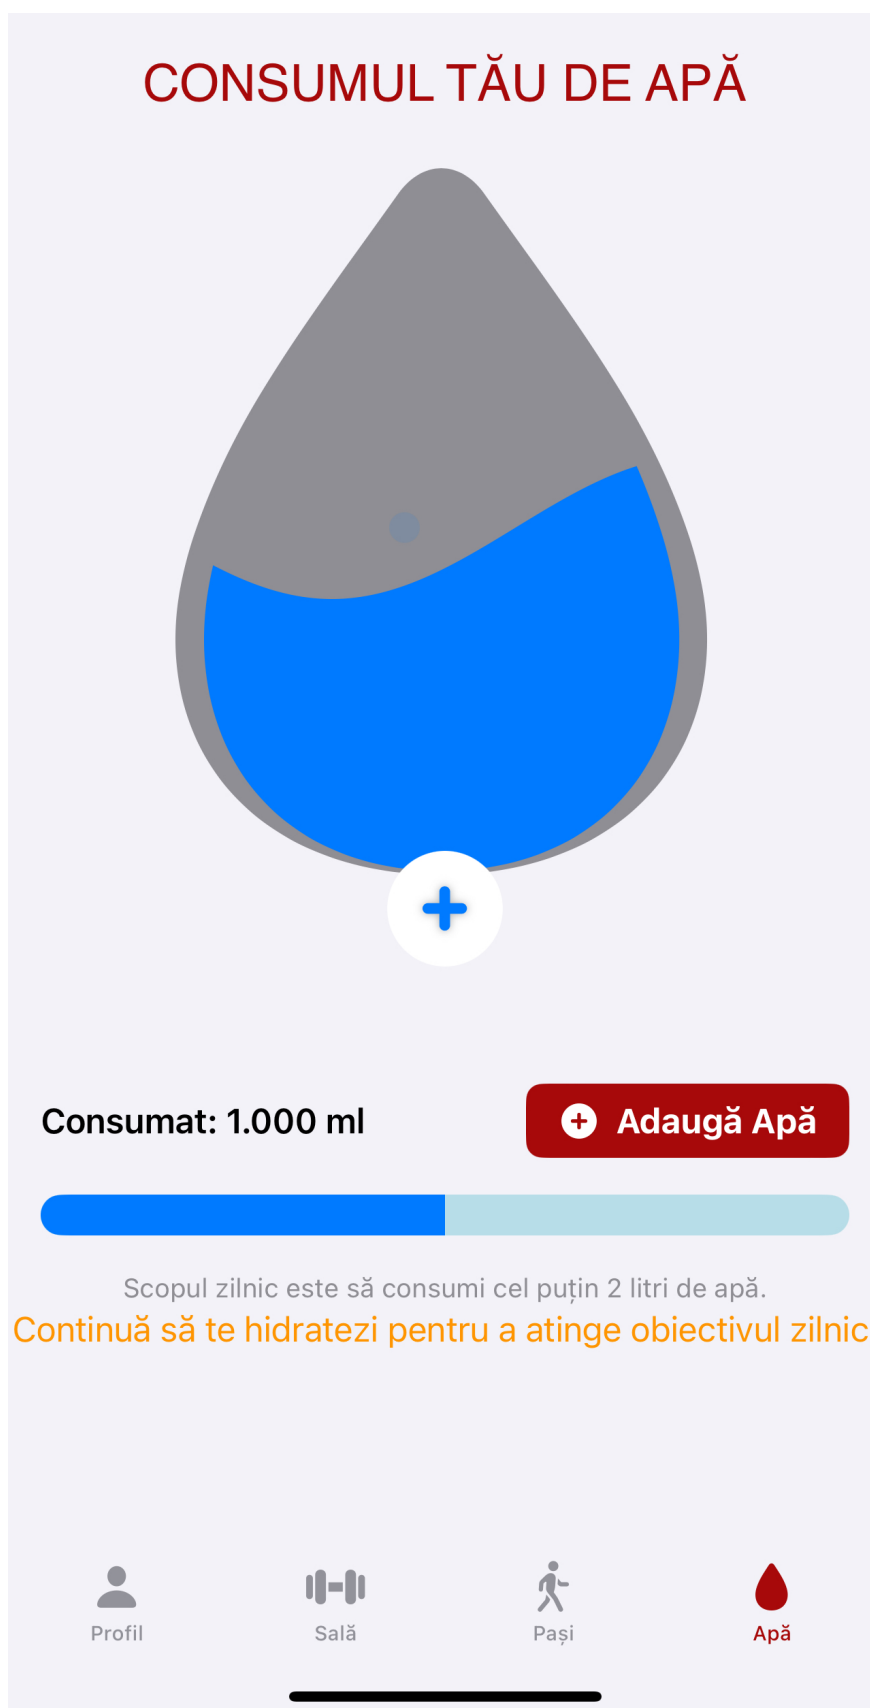 CONSUMUL TĂU DE APĂ
Consumat: 1.000 ml
Adaugă Apă
Scopul zilnic este să consumi cel puțin 2 litri de apă.
Continuă să te hidratezi pentru a atinge obiectivul zilnic
Profil
Sală
Pași
Apă